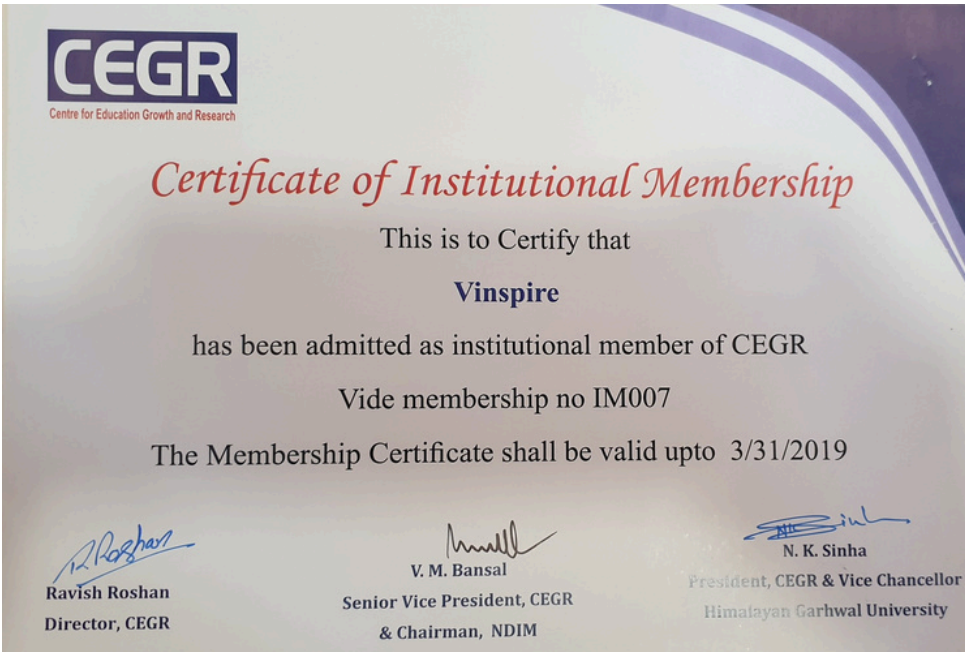 CEGR
Centre for Education Growth and Research
Certificate of Institutional Membership
This is to Certify that
Vinspire
has been admitted as institutional member of CEGR
Vide membership no IM007
The Membership Certificate shall be valid upto 3/31/2019
R. Roshan
Ravish Roshan
Director, CEGR
V. M. Bansal
Senior Vice President, CEGR
& Chairman, NDIM
N. K. Sinha
President, CEGR & Vice Chancellor
Himalayan Garhwal University